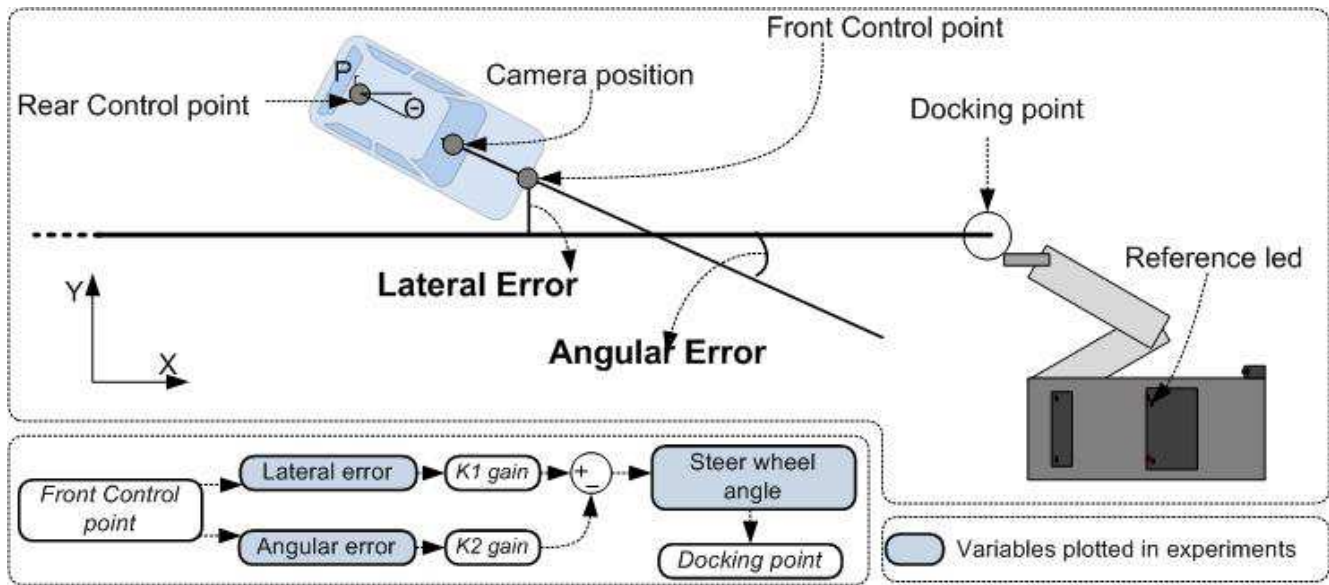 Front Control point
Camera position
Pr
Rear Control point
Θ
Docking point
Lateral Error
Reference led
Y
X
Angular Error
Lateral error
K1 gain
+
−
Steer wheel
angle
Front Control
point
Angular error
K2 gain
Docking point
Variables plotted in experiments